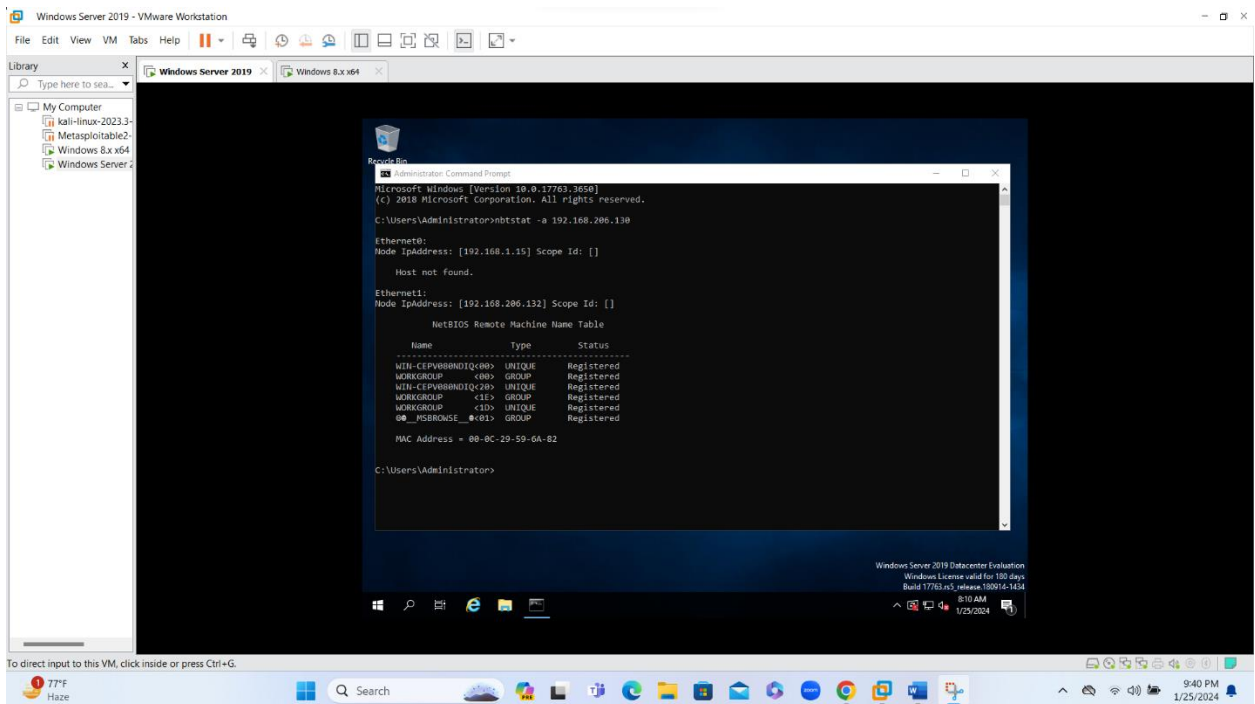 Windows Server 2019 - VMware Workstation
File Edit View VM Tabs Help
Library X
Type here to sea...
My Computer
kali-linux-2023.3-
Metasploitable2-
Windows 8.x x64
Windows Server 2
Windows Server 2019
Windows 8.x x64
Recycle Bin
Administrator: Command Prompt
Microsoft Windows [Version 10.0.17763.3650]
(c) 2018 Microsoft Corporation. All rights reserved.
C:\Users\Administrator>nbtstat -a 192.168.206.130
Ethernet0:
Node IpAddress: [192.168.1.15] Scope Id: []
Host not found.
Ethernet1:
Node IpAddress: [192.168.206.132] Scope Id: []
NetBIOS Remote Machine Name Table
Name Type Status
---------------------------------------------
WIN-CEPV080NDIQ<00> UNIQUE Registered
WORKGROUP <00> GROUP Registered
WIN-CEPV080NDIQ<20> UNIQUE Registered
WORKGROUP <1E> GROUP Registered
WORKGROUP <1D> UNIQUE Registered
__MSBROWSE__<01> GROUP Registered
MAC Address = 00-0C-29-59-6A-82
C:\Users\Administrator>
Windows Server 2019 Datacenter Evaluation
Windows License valid for 180 days
Build 17763.rs5_release.180914-1434
8:10 AM
1/25/2024
1
To direct input to this VM, click inside or press Ctrl+G.
1
77°F
Haze
Search
PRE
zoom
9:40 PM
1/25/2024